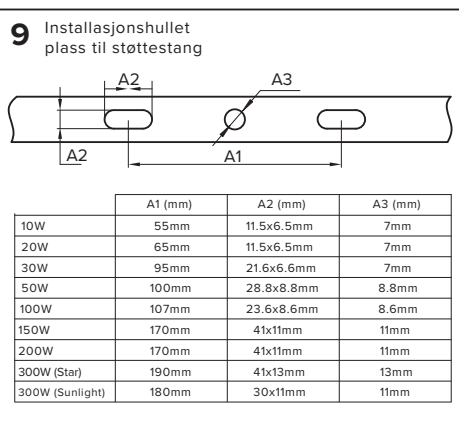 9 Installasjonshullet
plass til støttestang
A2
A3
A2
A1
A1 (mm) A2 (mm) A3 (mm)
10W 55mm 11.5x6.5mm 7mm
20W 65mm 11.5x6.5mm 7mm
30W 95mm 21.6x6.6mm 7mm
50W 100mm 28.8x8.8mm 8.8mm
100W 107mm 23.6x8.6mm 8.6mm
150W 170mm 41x11mm 11mm
200W 170mm 41x11mm 11mm
300W (Star) 190mm 41x13mm 13mm
300W (Sunlight) 180mm 30x11mm 11mm